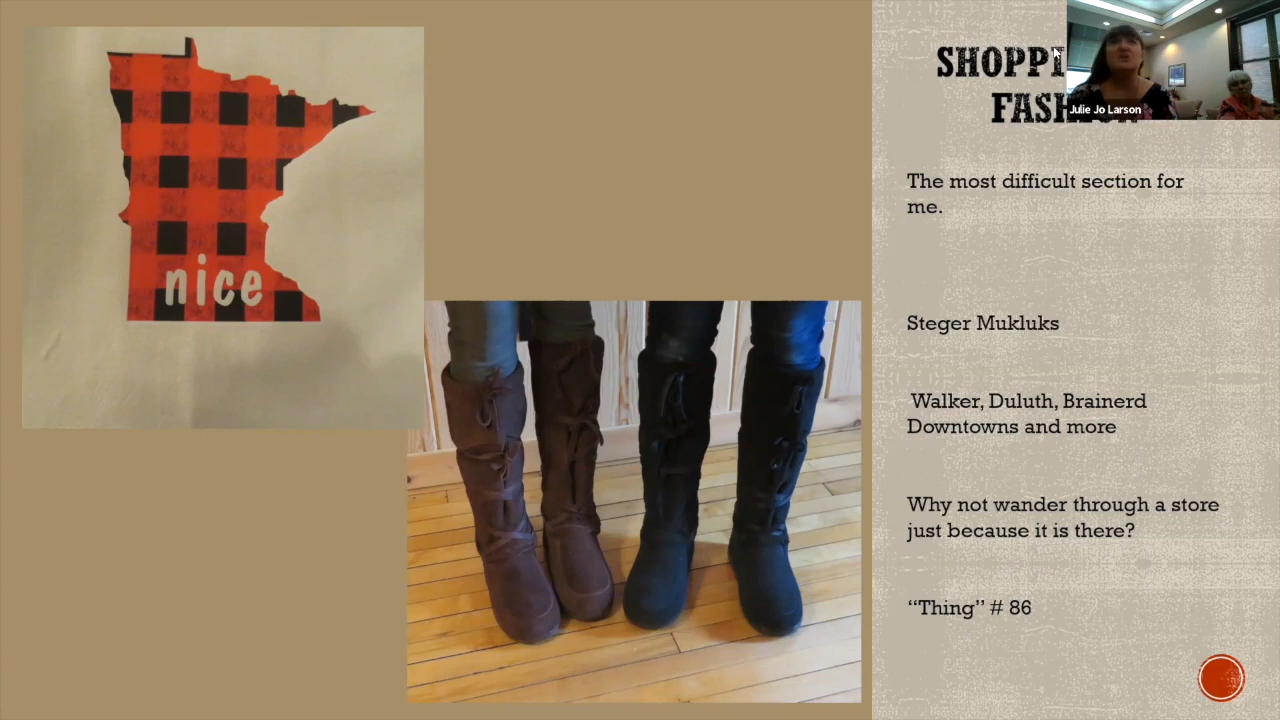 SHOPPI
FASH
Julie Jo Larson
The most difficult section for
me.
Steger Mukluks
Walker, Duluth, Brainerd
Downtowns and more
Why not wander through a store
just because it is there?
“Thing” # 86
nice